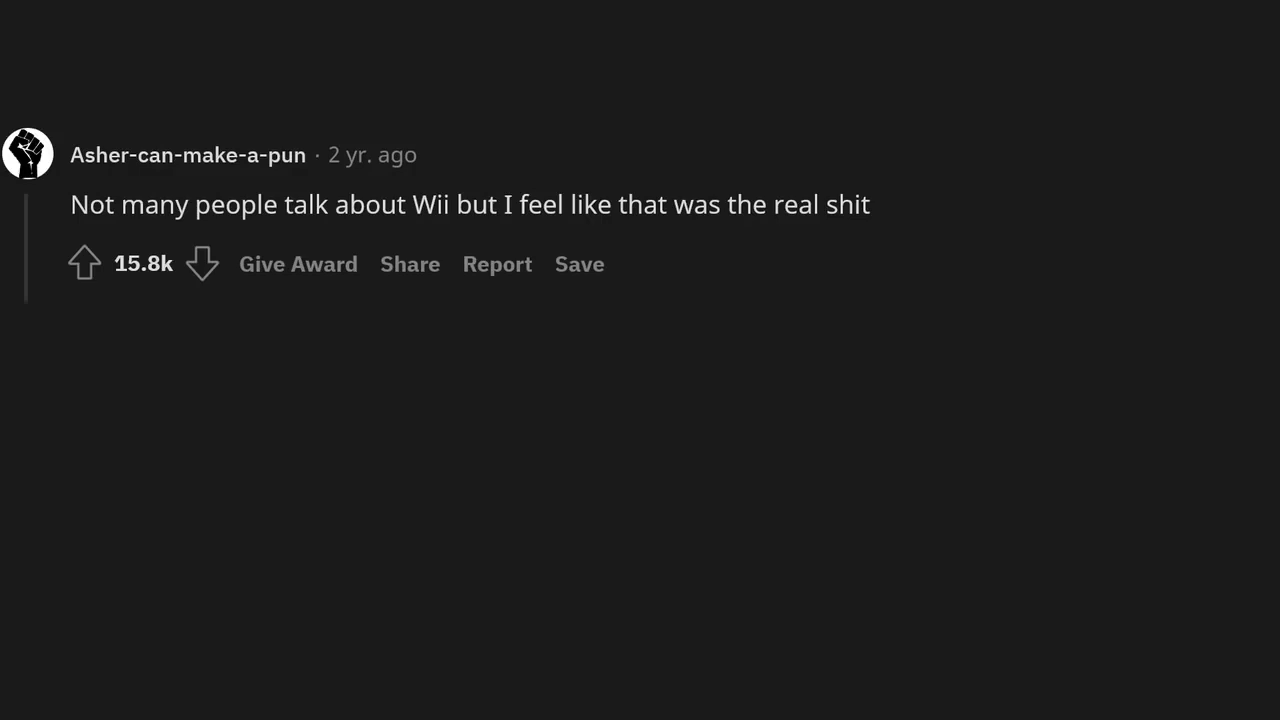 Asher-can-make-a-pun · 2 yr. ago
Not many people talk about Wii but I feel like that was the real shit
15.8k Give Award Share Report Save